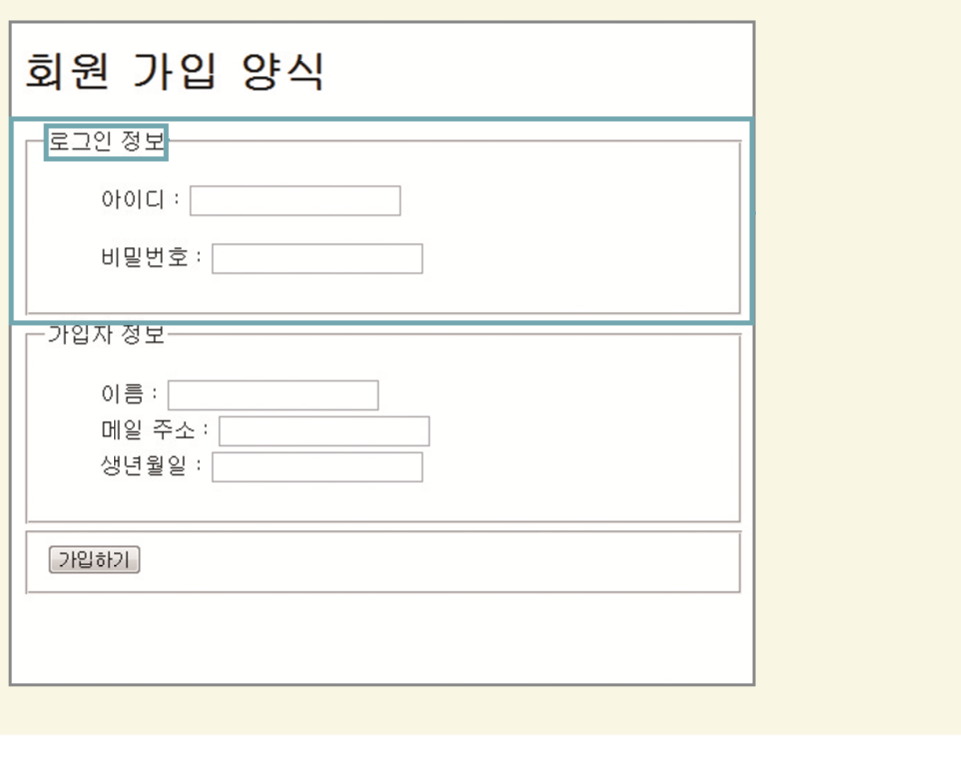 회원 가입 양식
로그인 정보
아이디 :
비밀번호 :
가입자 정보
이름 :
메일 주소 :
생년월일 :
가입하기